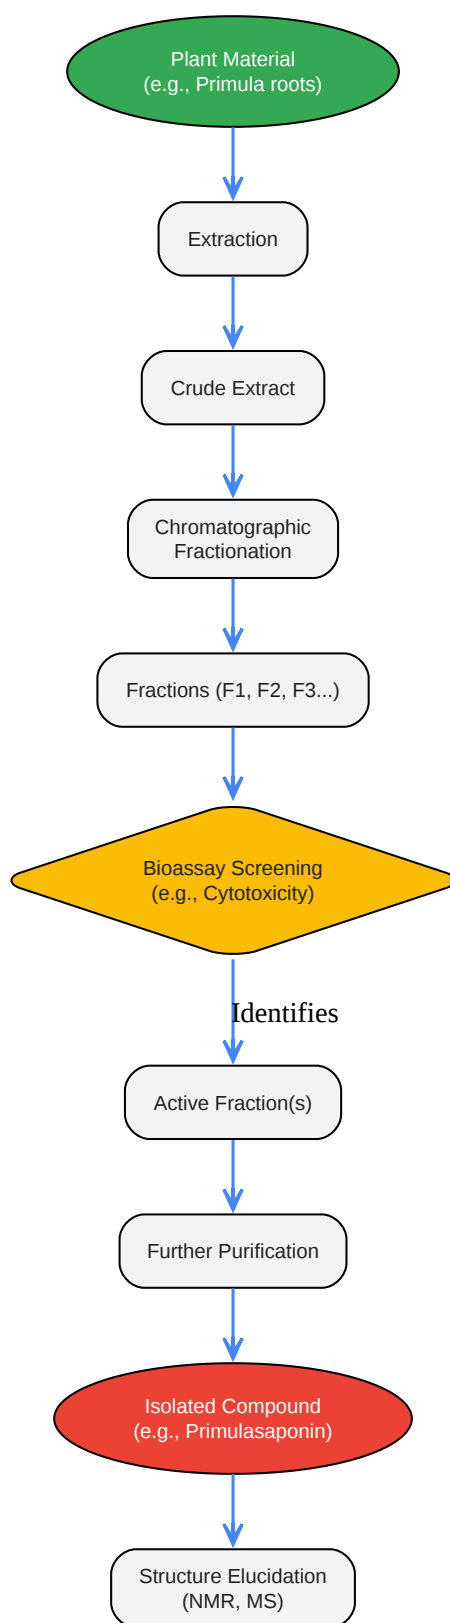 Plant Material
(e.g., Primula roots)
Extraction
Crude Extract
Chromatographic
Fractionation
Fractions (F1, F2, F3...)
Bioassay Screening
(e.g., Cytotoxicity)
Identifies
Active Fraction(s)
Further Purification
Isolated Compound
(e.g., Primulasaponin)
Structure Elucidation
(NMR, MS)